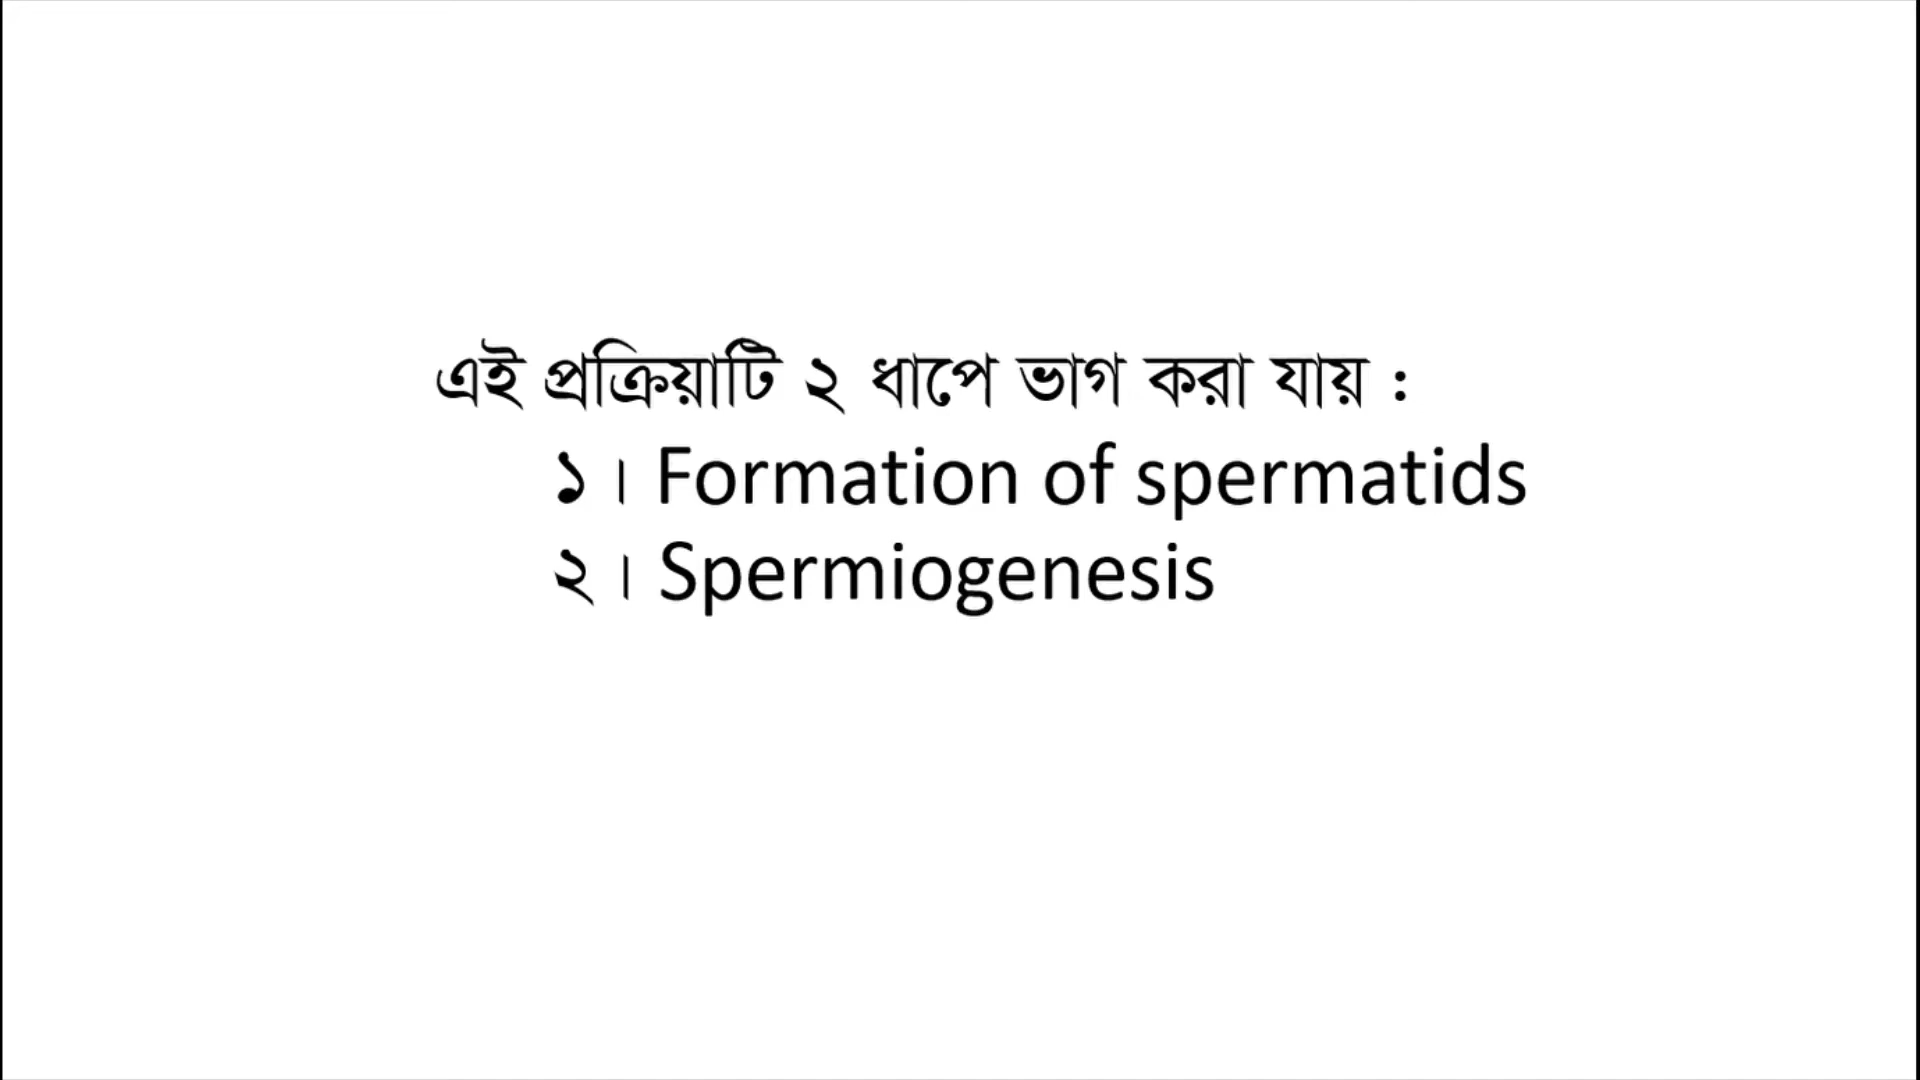 এই প্রক্রিয়াটি ২ ধাপে ভাগ করা যায় :
১। Formation of spermatids
২। Spermiogenesis